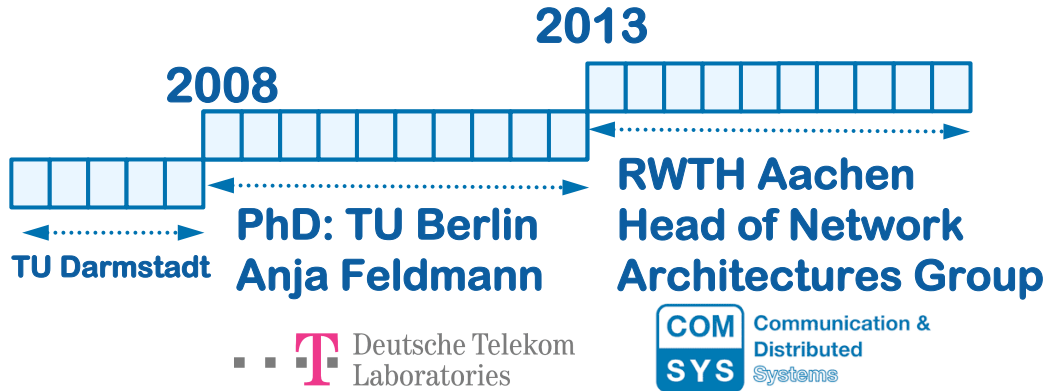 2013
2008
RWTH Aachen
Head of Network
Architectures Group
PhD: TU Berlin
Anja Feldmann
TU Darmstadt
T
Deutsche Telekom
Laboratories
COM
SYS
Communication &
Distributed
Systems